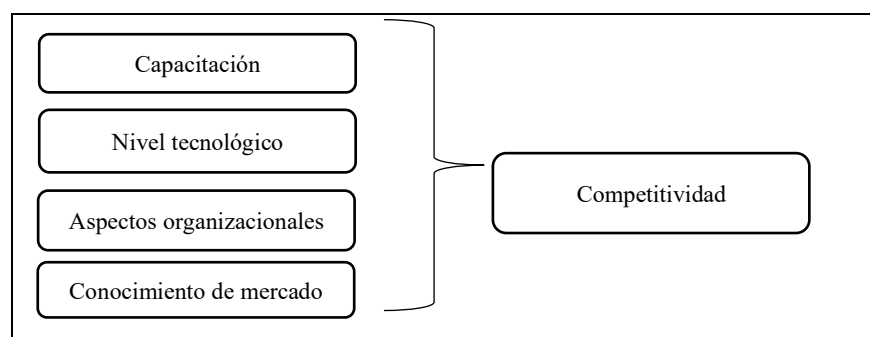 Capacitación
Nivel tecnológico
Aspectos organizacionales
Conocimiento de mercado
Competitividad